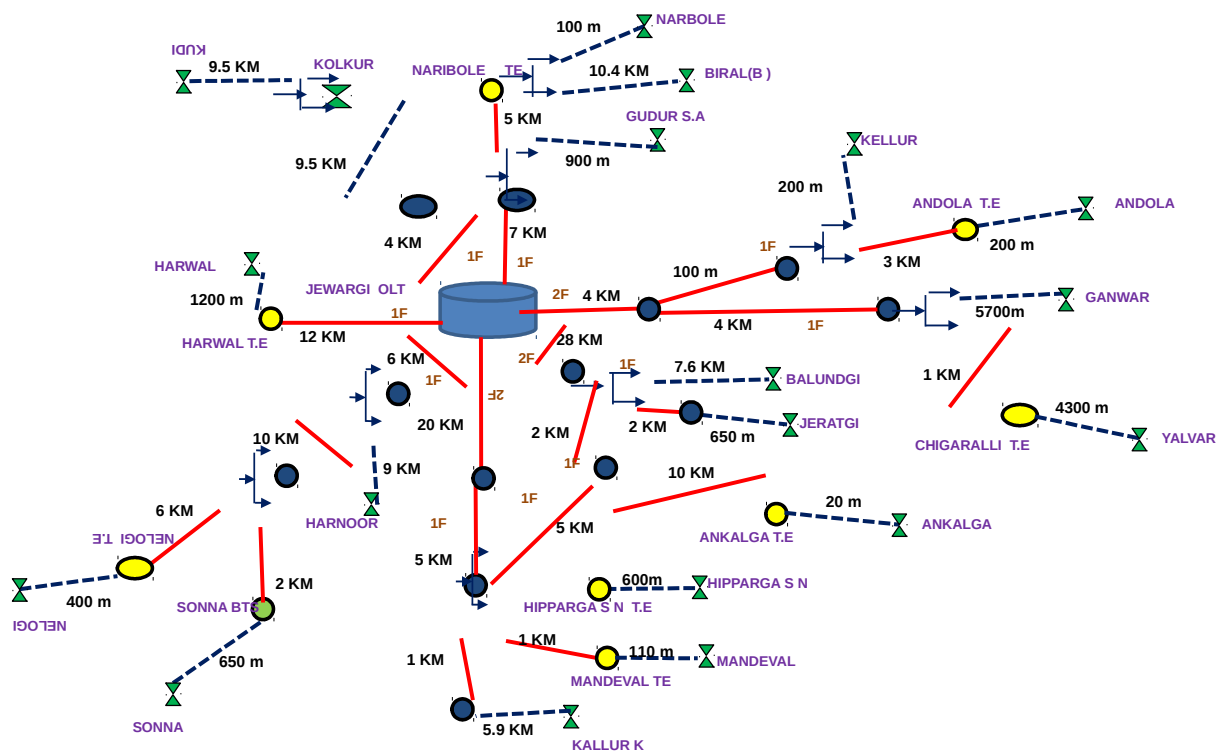 NARBOLE
100 m
KUDI
9.5 KM
KOLKUR
NARIBOLE TE
10.4 KM
BIRAL(B )
5 KM
GUDUR S.A
9.5 KM
900 m
KELLUR
200 m
ANDOLA T.E
ANDOLA
7 KM
4 KM
1F
200 m
3 KM
1F
1F
HARWAL
100 m
1200 m
JEWARGI OLT
2F
4 KM
GANWAR
5700m
1F
12 KM
4 KM
1F
HARWAL T.E
28 KM
6 KM
2F
1F
7.6 KM
1F
BALUNDGI
1 KM
2F
4300 m
20 KM
2 KM
2 KM
JERATGI
650 m
YALVAR
CHIGARALLI T.E
10 KM
9 KM
1F
10 KM
6 KM
1F
20 m
HARNOOR
1F
5 KM
ANKALGA
NELOGI T.E
ANKALGA T.E
5 KM
2 KM
600m
HIPPARGA S N
400 m
SONNA BTS
HIPPARGA S N T.E
NELOGI
1 KM
110 m
650 m
1 KM
MANDEVAL
MANDEVAL TE
SONNA
5.9 KM
KALLUR K